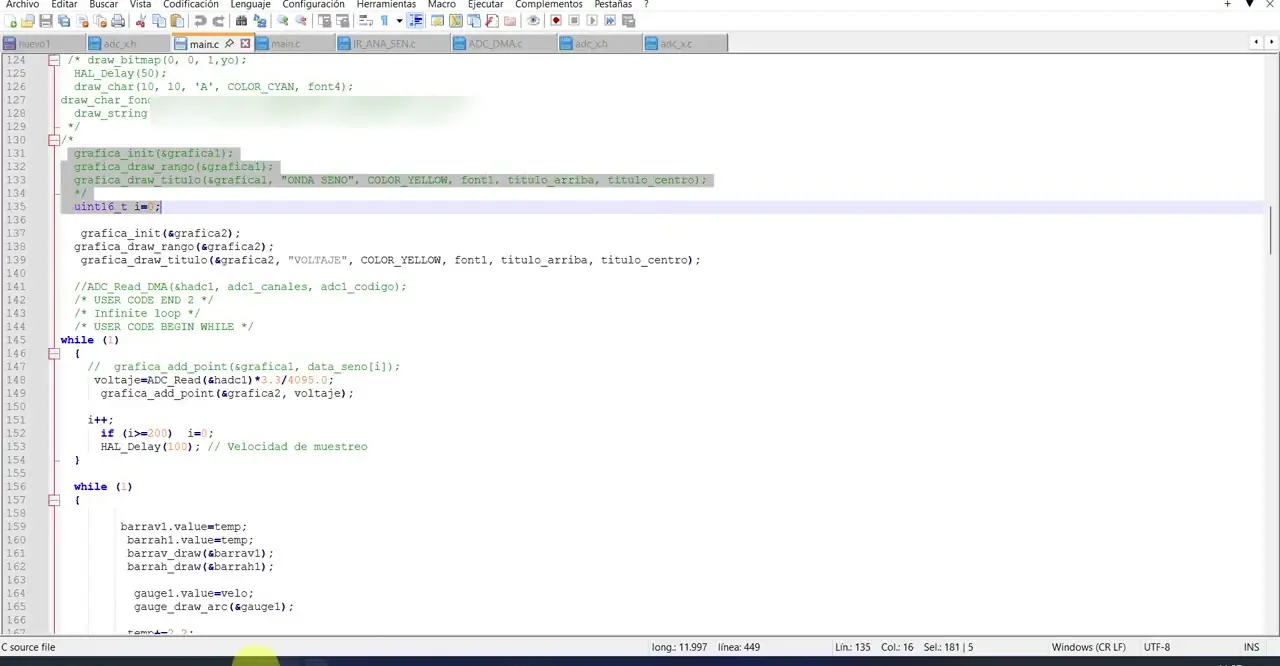 Archivo Editar Buscar Vista Codificación Lenguaje Configuración Herramientas Macro Ejecutar Complementos Pestañas ? + ▼ X
nuevo1 adc_x.h main.c main.c IR_ANA_SEN.c ADC_DMA.c adc_x.h adc_x.c
124 /* draw_bitmap(0, 0, 1,yo);
125 HAL_Delay(50);
126 draw_char(10, 10, 'A', COLOR_CYAN, font4);
127 draw_char_fond
128 draw_string
129 */
130 /*
131 grafica_init(&grafica1);
132 grafica_draw_rango(&grafica1);
133 grafica_draw_titulo(&grafica1, "ONDA SENO", COLOR_YELLOW, font1, titulo_arriba, titulo_centro);
134 */
135 uint16_t i=0;
136
137 grafica_init(&grafica2);
138 grafica_draw_rango(&grafica2);
139 grafica_draw_titulo(&grafica2, "VOLTAJE", COLOR_YELLOW, font1, titulo_arriba, titulo_centro);
140
141 //ADC_Read_DMA(&hadc1, adc1_canales, adc1_codigo);
142 /* USER CODE END 2 */
143 /* Infinite loop */
144 /* USER CODE BEGIN WHILE */
145 while (1)
146 {
147 // grafica_add_point(&grafica1, data_seno[i]);
148 voltaje=ADC_Read(&hadc1)*3.3/4095.0;
149 grafica_add_point(&grafica2, voltaje);
150
151 i++;
152 if (i>=200) i=0;
153 HAL_Delay(100); // Velocidad de muestreo
154 }
155
156 while (1)
157 {
158
159 barrav1.value=temp;
160 barrah1.value=temp;
161 barrav_draw(&barrav1);
162 barrah_draw(&barrah1);
163
164 gauge1.value=velo;
165 gauge_draw_arc(&gauge1);
166
167 temp+=2.2;
C source file long.: 11.997 línea: 449 Lín.: 135 Col.: 16 Sel.: 181 | 5 Windows (CR LF) UTF-8 INS